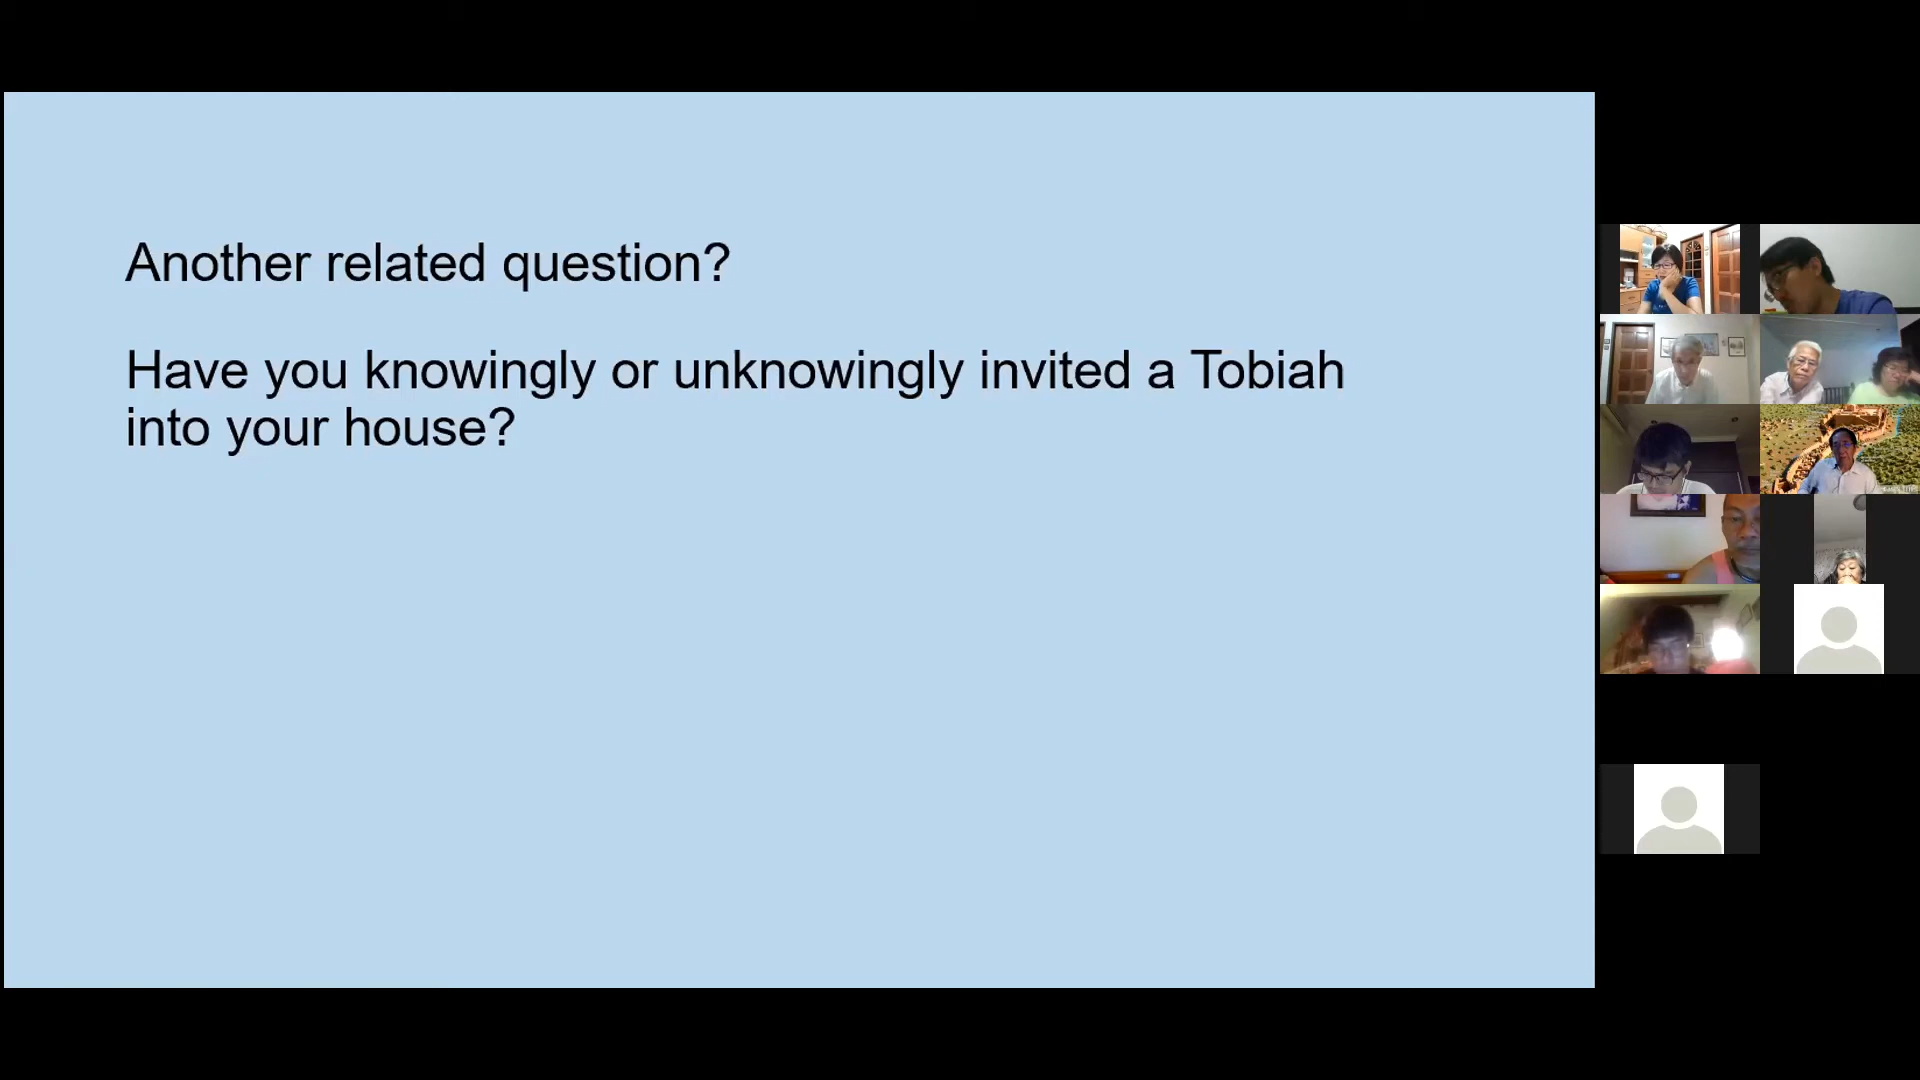 Another related question?
Have you knowingly or unknowingly invited a Tobiah
into your house?